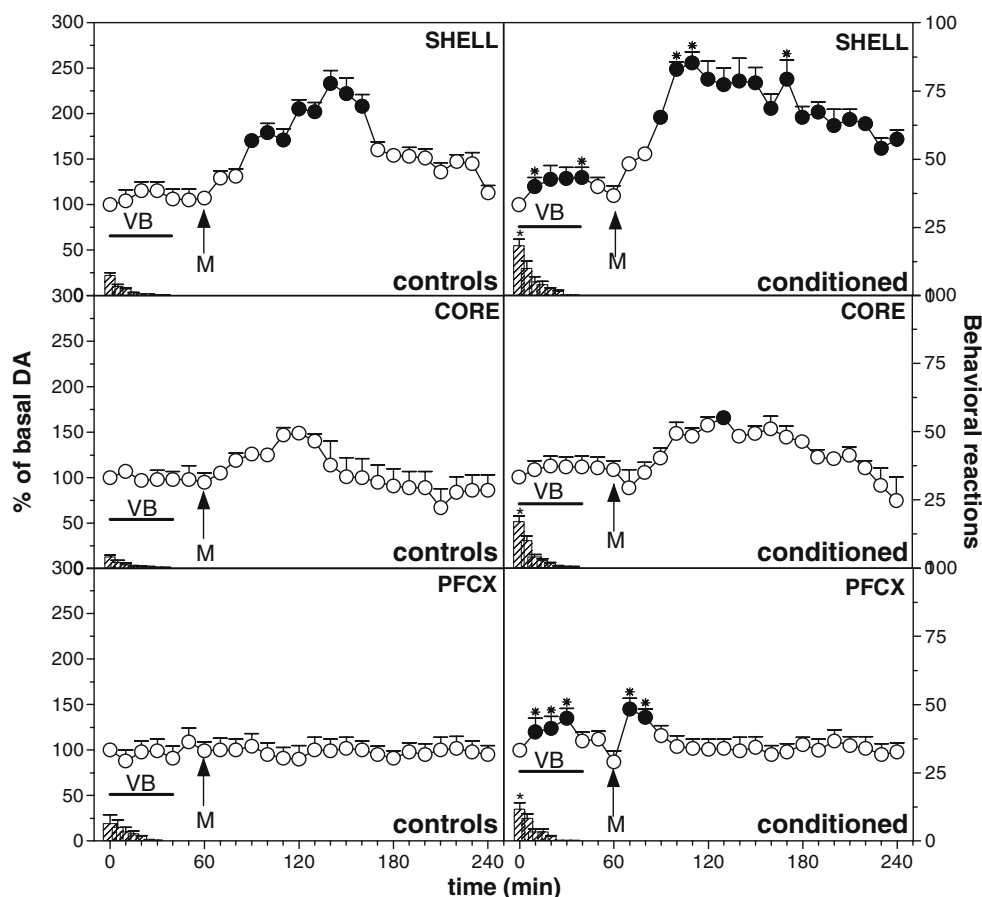 300
250
200
150
100
50
SHELL
VB
M
controls
SHELL
* * * * *
VB
*
M
conditioned
100
75
50
25
300
250
200
150
100
50
CORE
VB
M
controls
CORE
VB
*
M
conditioned
100
75
50
25
300
250
200
150
100
50
0
PFCX
VB
M
controls
PFCX
* * * * *
VB
*
M
conditioned
100
75
50
25
0
0 60 120 180 240
0 60 120 180 240
time (min)
% of basal DA
Behavioral reactions